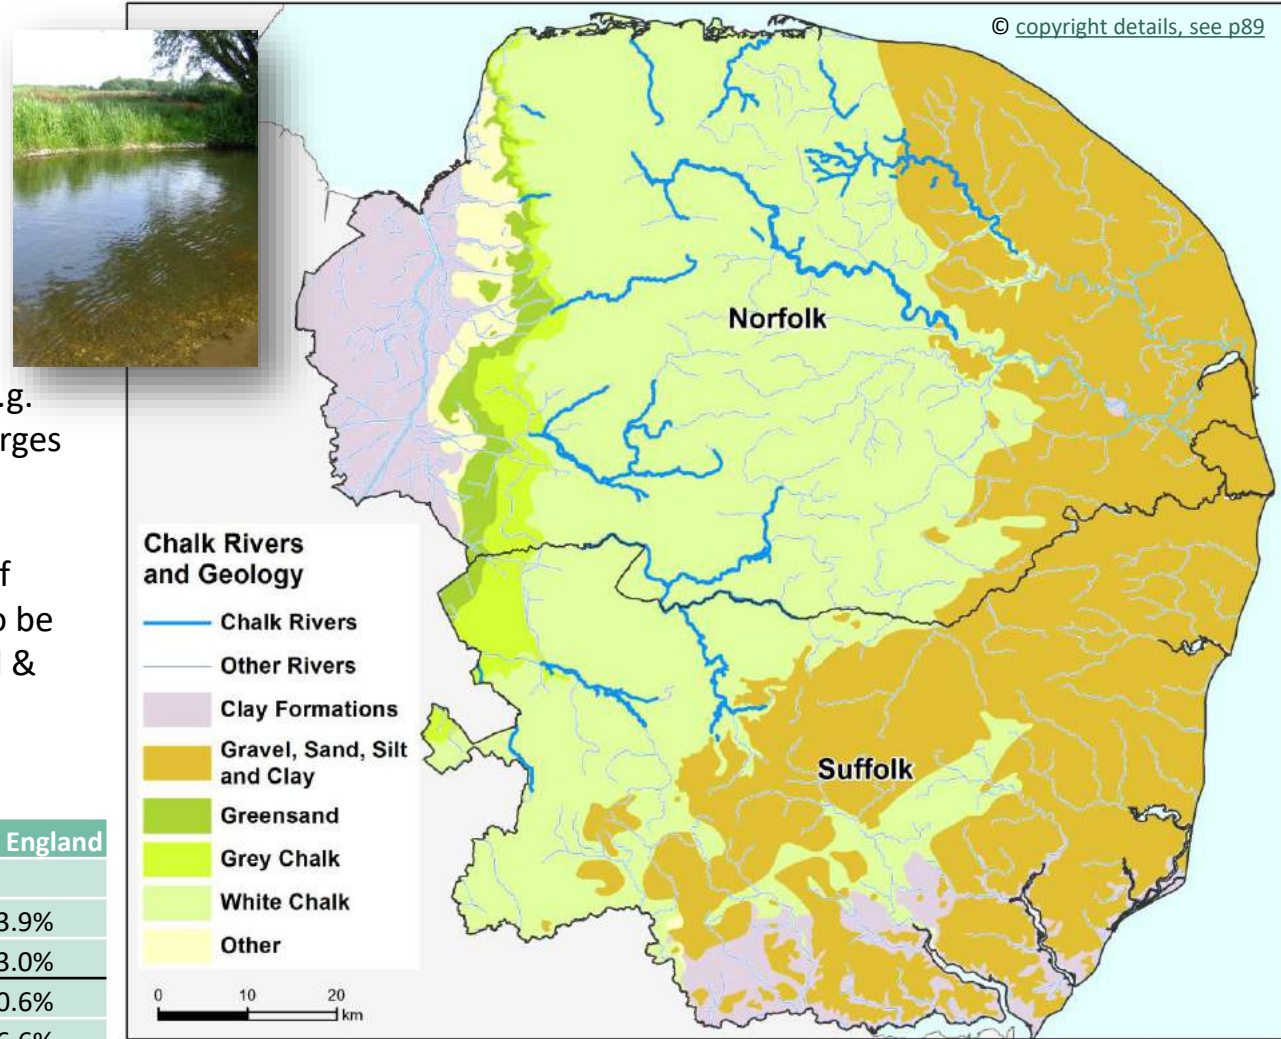 © copyright details, see p89
.g.
rges
f
o be
l &
England
3.9%
3.0%
0.6%
Norfolk
Suffolk
Chalk Rivers
and Geology
Chalk Rivers
Other Rivers
Clay Formations
Gravel, Sand, Silt
and Clay
Greensand
Grey Chalk
White Chalk
Other
0 10 20
km